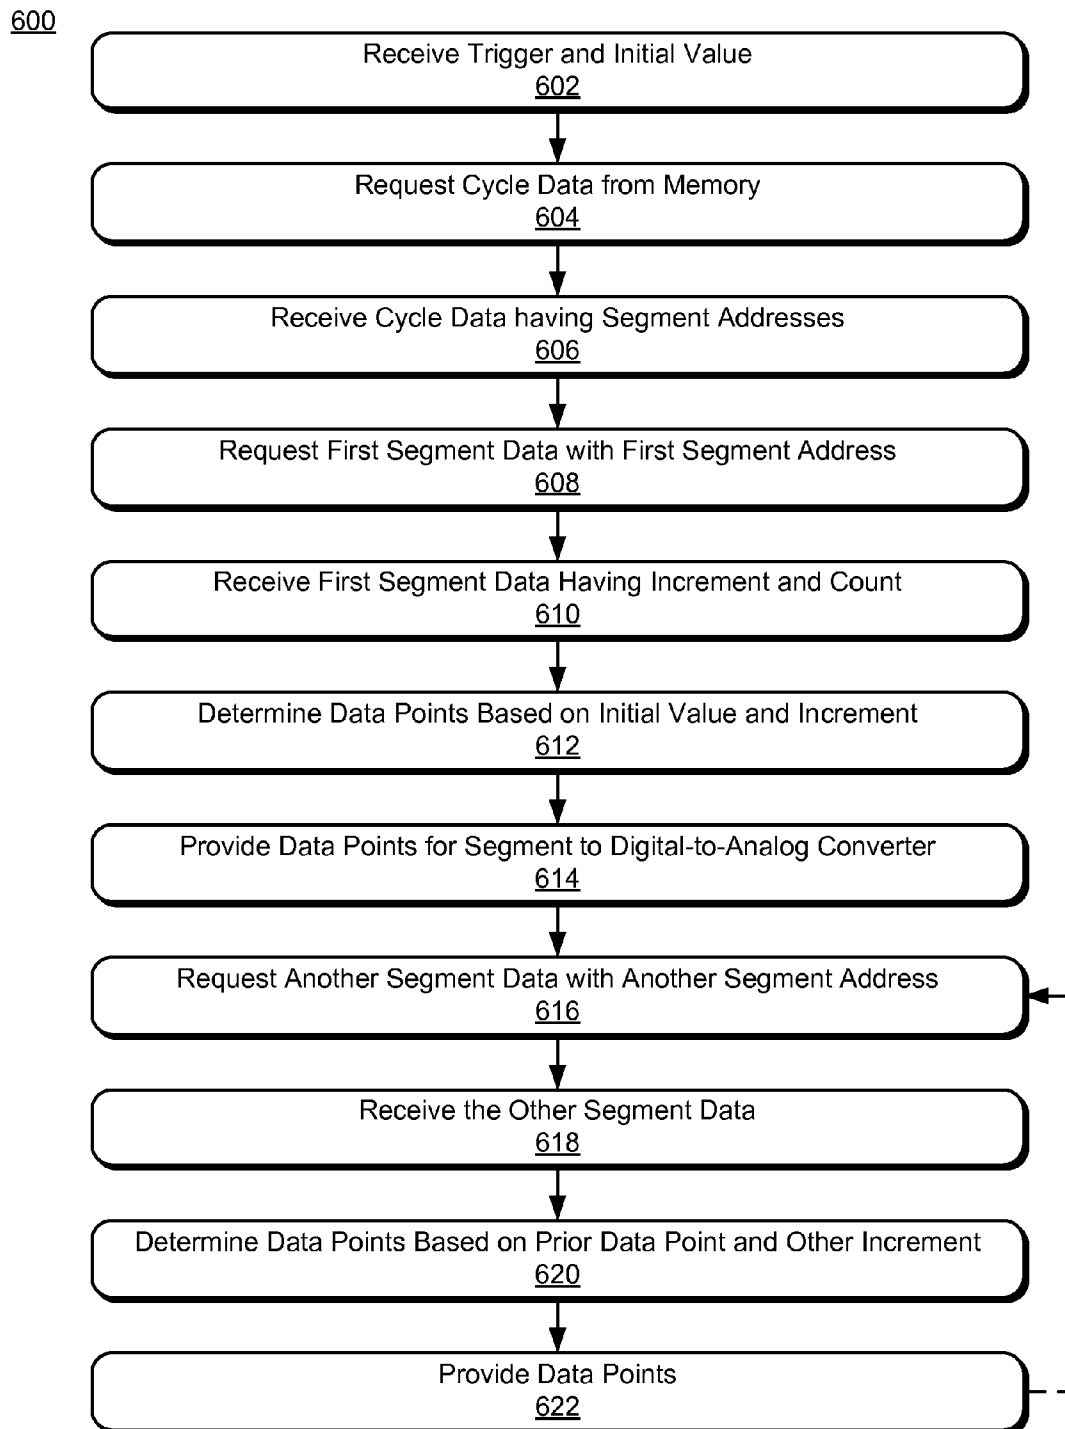 600
Receive Trigger and Initial Value
602
Request Cycle Data from Memory
604
Receive Cycle Data having Segment Addresses
606
Request First Segment Data with First Segment Address
608
Receive First Segment Data Having Increment and Count
610
Determine Data Points Based on Initial Value and Increment
612
Provide Data Points for Segment to Digital-to-Analog Converter
614
Request Another Segment Data with Another Segment Address
616
Receive the Other Segment Data
618
Determine Data Points Based on Prior Data Point and Other Increment
620
Provide Data Points
622